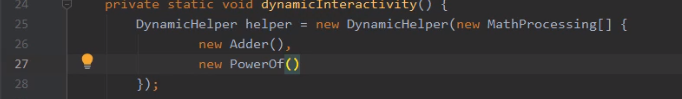 24 private static void dynamicInteractivity() {
25 DynamicHelper helper = new DynamicHelper(new MathProcessing[] {
26 new Adder(),
27 new PowerOf()
28 });